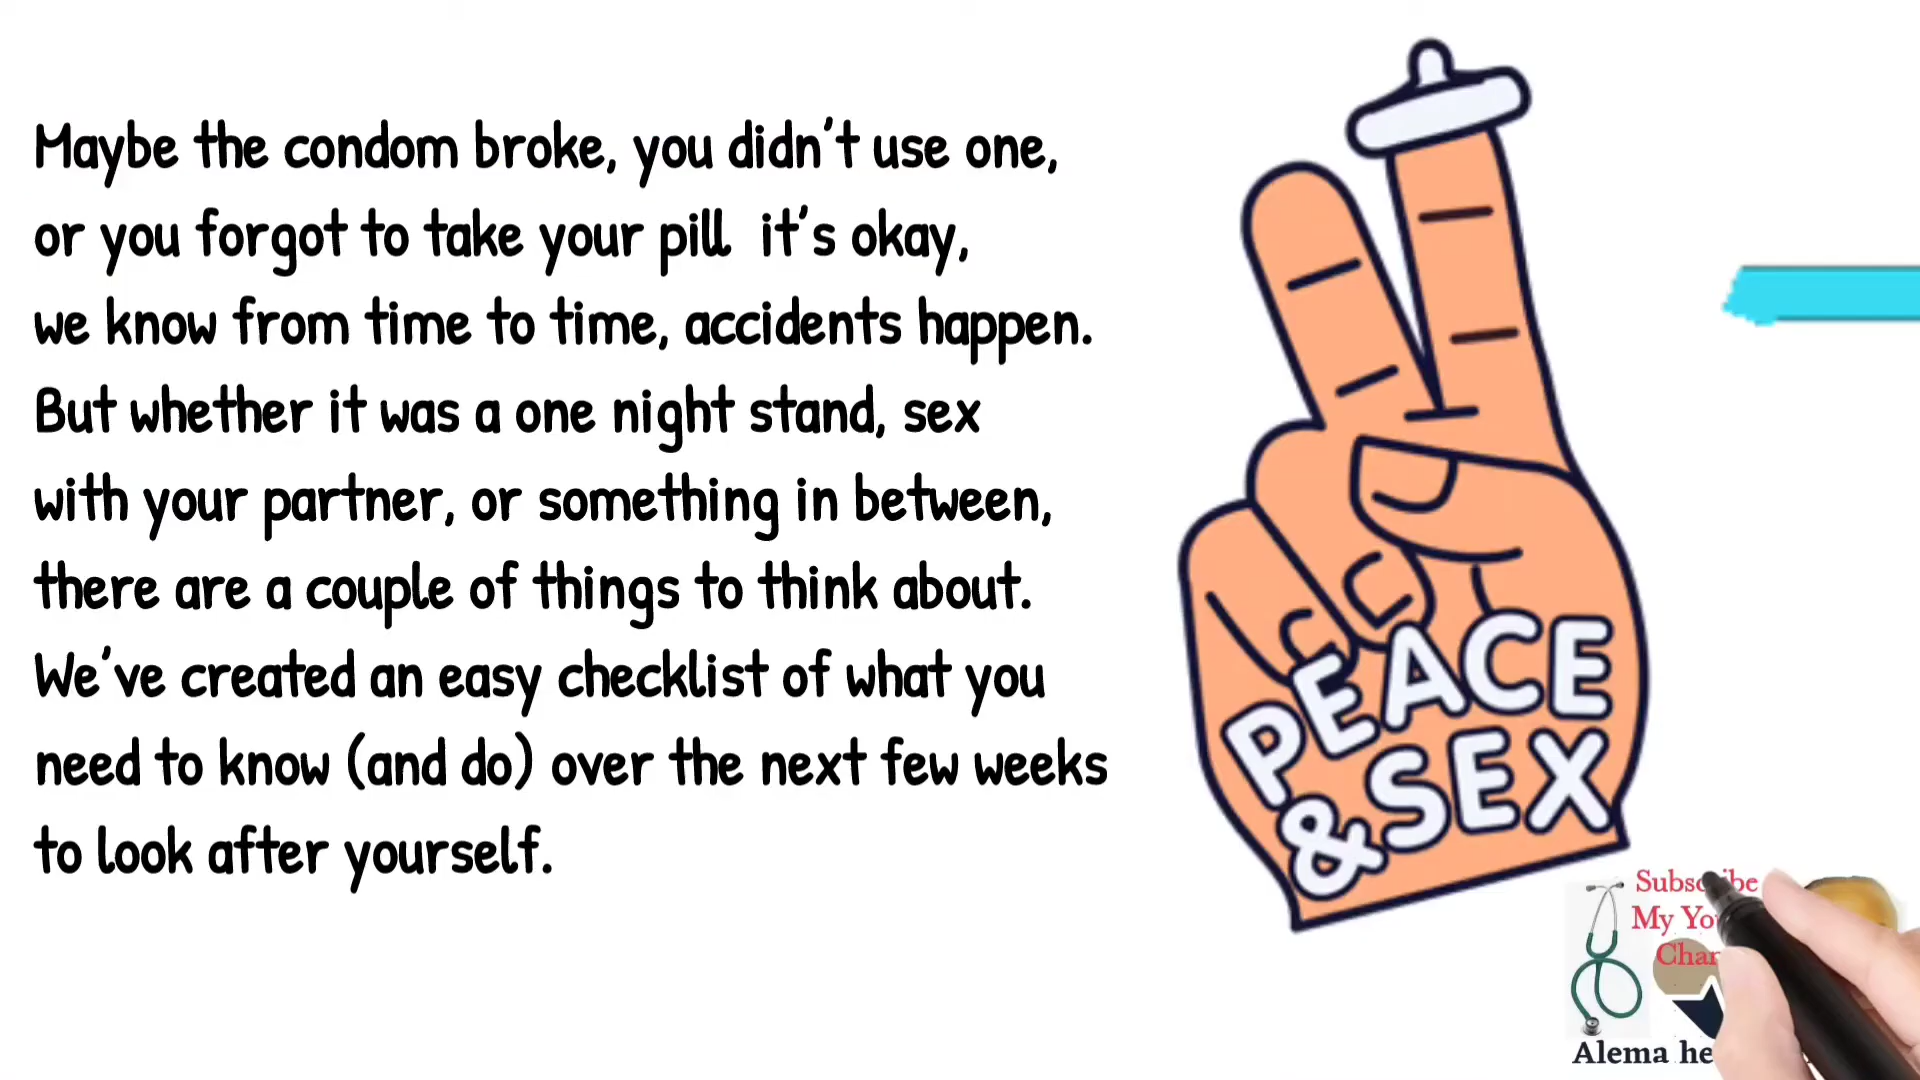 Maybe the condom broke, you didn't use one,
or you forgot to take your pill it's okay,
we know from time to time, accidents happen.
But whether it was a one night stand, sex
with your partner, or something in between,
there are a couple of things to think about.
We've created an easy checklist of what you
need to know (and do) over the next few weeks
to look after yourself.
PEACE
&SEX
My
Alema